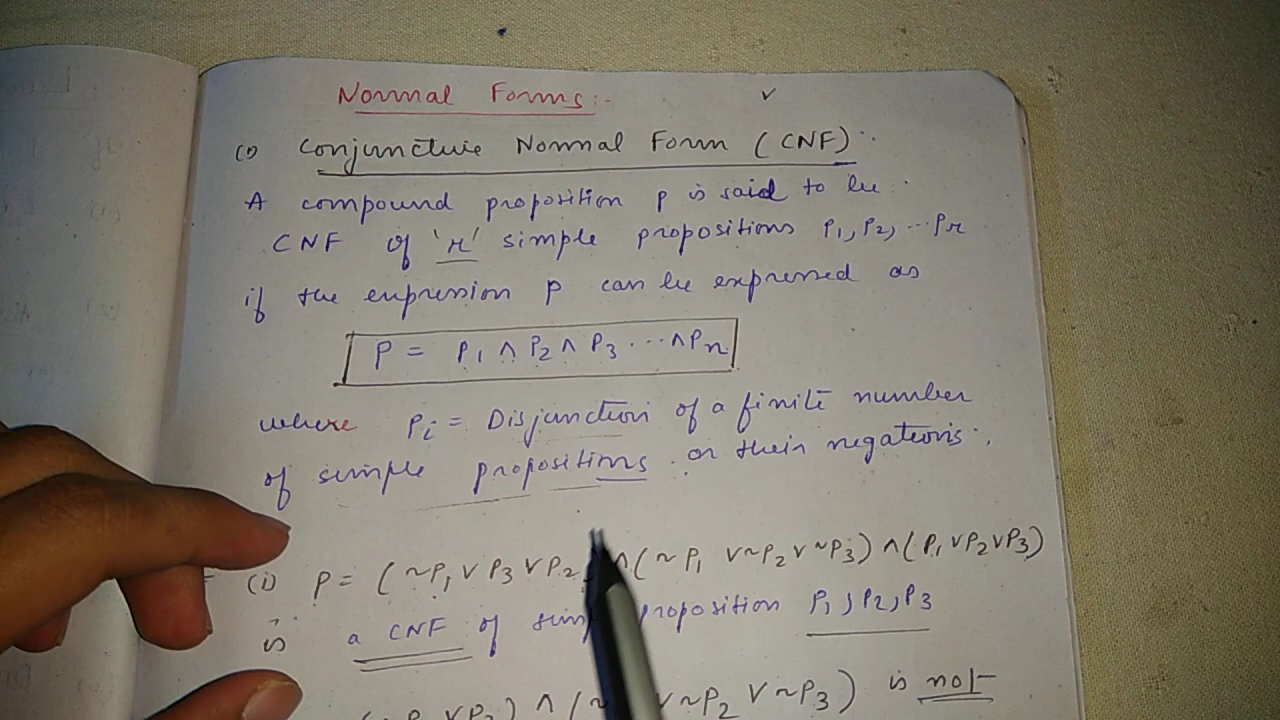 Normal Forms:-
(1) Conjunctive Normal Form (CNF):
A compound proposition P is said to be
CNF of 'n' simple propositions P1, P2, ...Pn
if the expression P can be expressed as
P = P1 ∧ P2 ∧ P3 ... ∧Pn
where Pi = Disjunction of a finite number
of simple propositions or their negations.
(i) P = (~P1 ∨ P3 ∨ P2) ∧ (~P1 ∨ ~P2 ∨ ~P3) ∧ (P1 ∨ P2 ∨ P3)
is a CNF of proposition P1, P2, P3
∨ P2) ∧ (~ ∨ ~P2 ∨ ~P3) is not